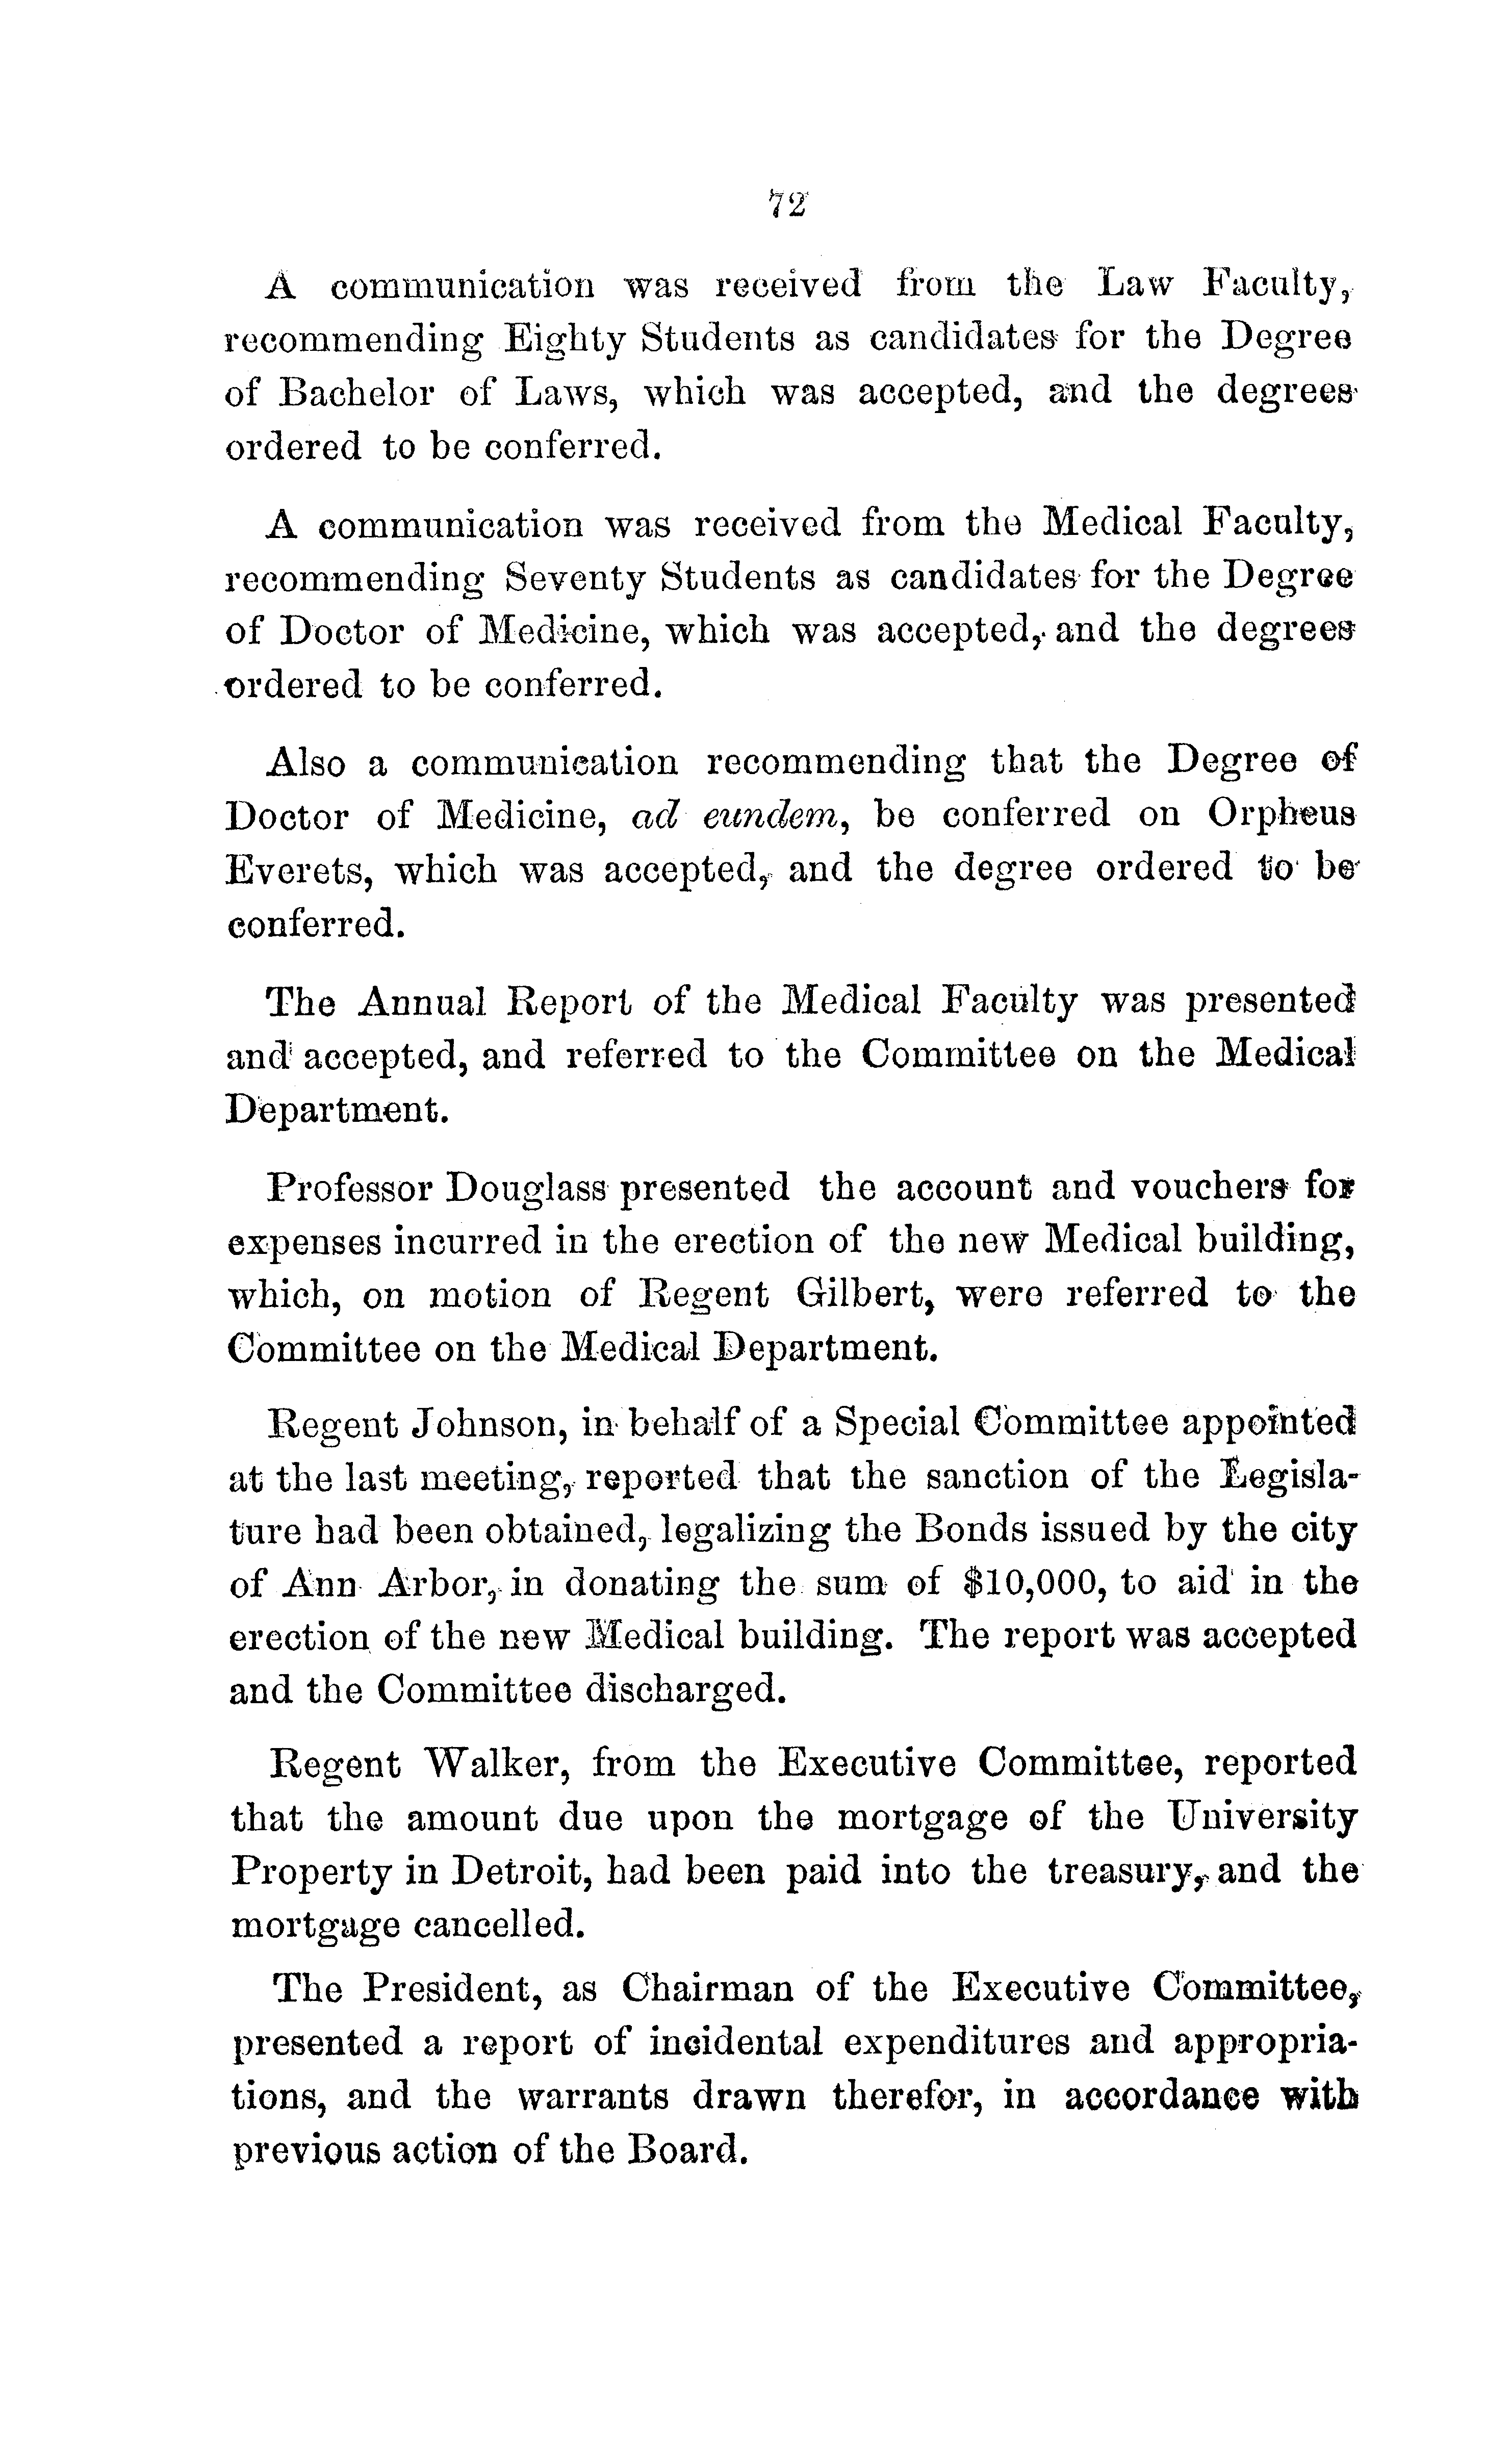 72
A communication was received from the Law Faculty,
recommending Eighty Students as candidates for the Degree
of Bachelor of Laws, which was accepted, and the degrees
ordered to be conferred.
A communication was received from the Medical Faculty,
recommending Seventy Students as candidates for the Degree
of Doctor of Medicine, which was accepted, and the degrees
ordered to be conferred.
Also a communication recommending that the Degree of
Doctor of Medicine, ad eundem, be conferred on Orpheus
Everets, which was accepted, and the degree ordered to be
conferred.
The Annual Report of the Medical Faculty was presented
and accepted, and referred to the Committee on the Medical
Department.
Professor Douglass presented the account and vouchers for
expenses incurred in the erection of the new Medical building,
which, on motion of Regent Gilbert, were referred to the
Committee on the Medical Department.
Regent Johnson, in behalf of a Special Committee appointed
at the last meeting, reported that the sanction of the Legisla-
ture had been obtained, legalizing the Bonds issued by the city
of Ann Arbor, in donating the sum of $10,000, to aid in the
erection of the new Medical building. The report was accepted
and the Committee discharged.
Regent Walker, from the Executive Committee, reported
that the amount due upon the mortgage of the University
Property in Detroit, had been paid into the treasury, and the
mortgage cancelled.
The President, as Chairman of the Executive Committee,
presented a report of incidental expenditures and appropria-
tions, and the warrants drawn therefor, in accordance with
previous action of the Board.